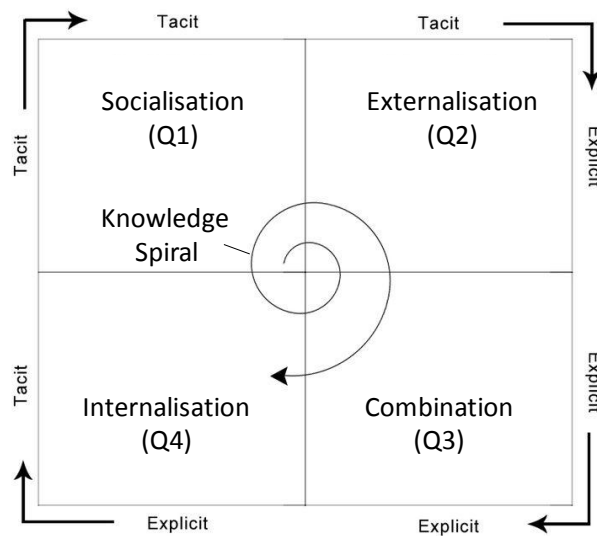 Tacit
Tacit
Socialisation
(Q1)
Externalisation
(Q2)
Tacit
Explicit
Knowledge
Spiral
Tacit
Explicit
Internalisation
(Q4)
Combination
(Q3)
Explicit
Explicit